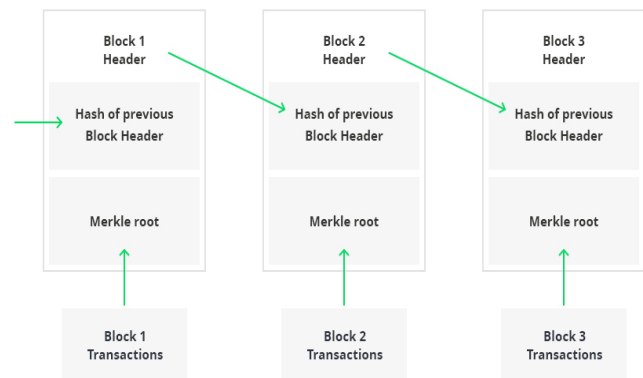 Block 1
Header
Hash of previous
Block Header
Merkle root
Block 1
Transactions
Block 2
Header
Hash of previous
Block Header
Merkle root
Block 2
Transactions
Block 3
Header
Hash of previous
Block Header
Merkle root
Block 3
Transactions